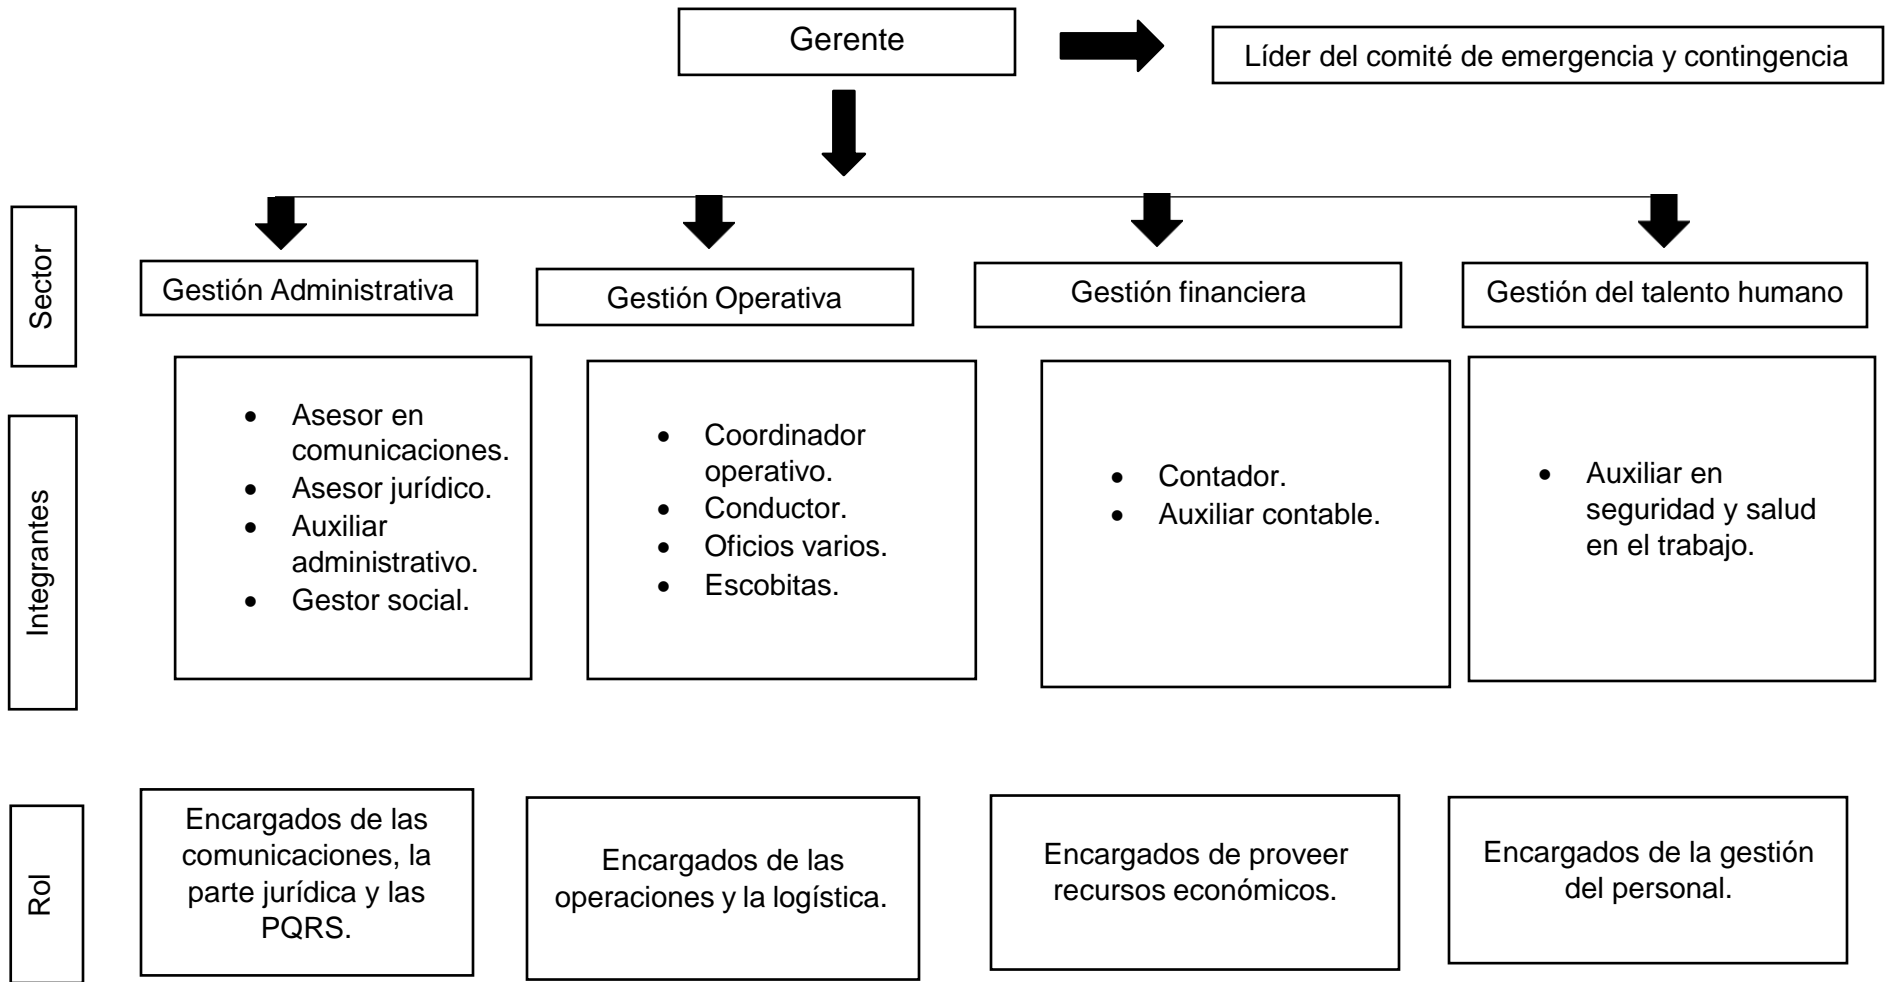 Gerente
Líder del comité de emergencia y contingencia
Sector
Gestión Administrativa
Gestión Operativa
Gestión financiera
Gestión del talento humano
Integrantes
• Asesor en
comunicaciones.
• Asesor jurídico.
• Auxiliar
administrativo.
• Gestor social.
• Coordinador
operativo.
• Conductor.
• Oficios varios.
• Escobitas.
• Contador.
• Auxiliar contable.
• Auxiliar en
seguridad y salud
en el trabajo.
Rol
Encargados de las
comunicaciones, la
parte jurídica y las
PQRS.
Encargados de las
operaciones y la logística.
Encargados de proveer
recursos económicos.
Encargados de la gestión
del personal.